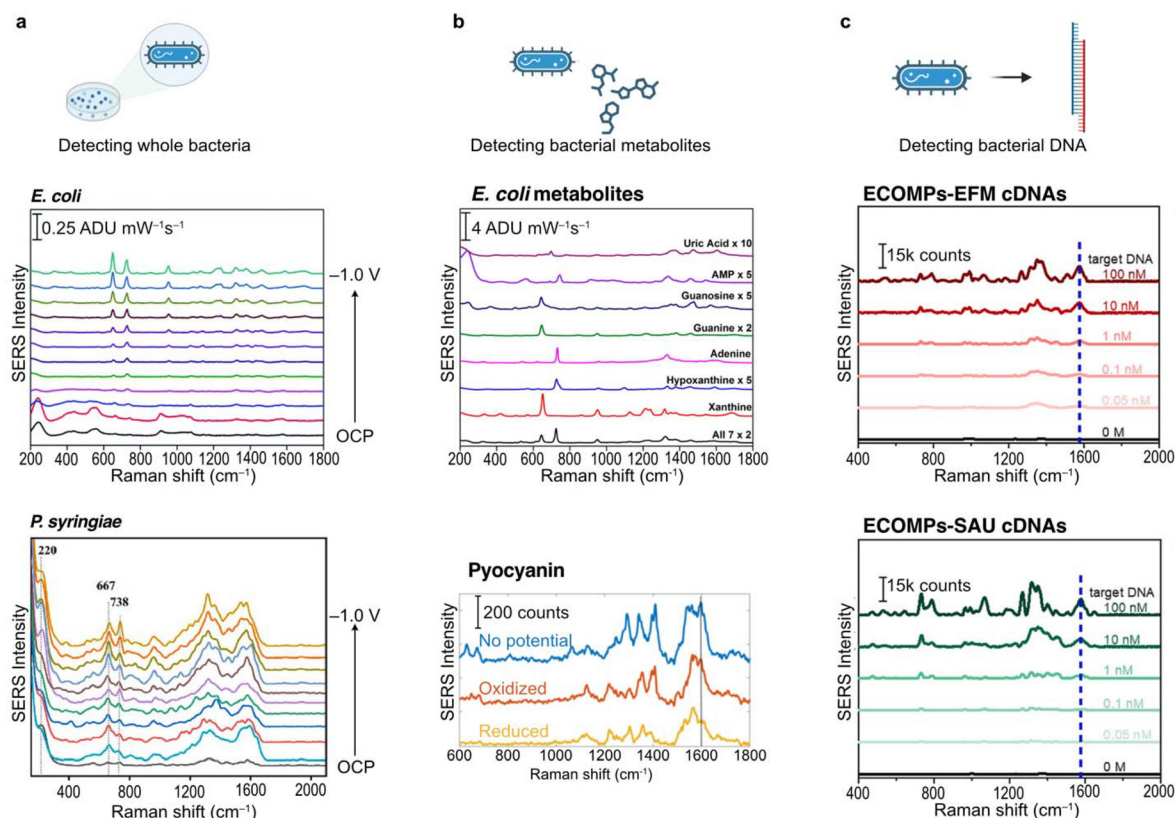 a
Detecting whole bacteria
E. coli
0.25 ADU mW⁻¹s⁻¹
–1.0 V
OCP
SERS Intensity
200 400 600 800 1000 1200 1400 1600 1800
Raman shift (cm⁻¹)
P. syringiae
220
667
738
–1.0 V
OCP
SERS Intensity
400 800 1200 1600 2000
Raman shift (cm⁻¹)
b
Detecting bacterial metabolites
E. coli metabolites
4 ADU mW⁻¹s⁻¹
Uric Acid x 10
AMP x 5
Guanosine x 5
Guanine x 2
Adenine
Hypoxanthine x 5
Xanthine
All 7 x 2
SERS Intensity
200 400 600 800 1000 1200 1400 1600 1800
Raman shift (cm⁻¹)
Pyocyanin
200 counts
No potential
Oxidized
Reduced
SERS Intensity
600 800 1000 1200 1400 1600 1800
Raman shift (cm⁻¹)
c
Detecting bacterial DNA
ECOMPs-EFM cDNAs
15k counts
target DNA
100 nM
10 nM
1 nM
0.1 nM
0.05 nM
0 M
SERS Intensity
400 800 1200 1600 2000
Raman shift (cm⁻¹)
ECOMPs-SAU cDNAs
15k counts
target DNA
100 nM
10 nM
1 nM
0.1 nM
0.05 nM
0 M
SERS Intensity
400 800 1200 1600 2000
Raman shift (cm⁻¹)